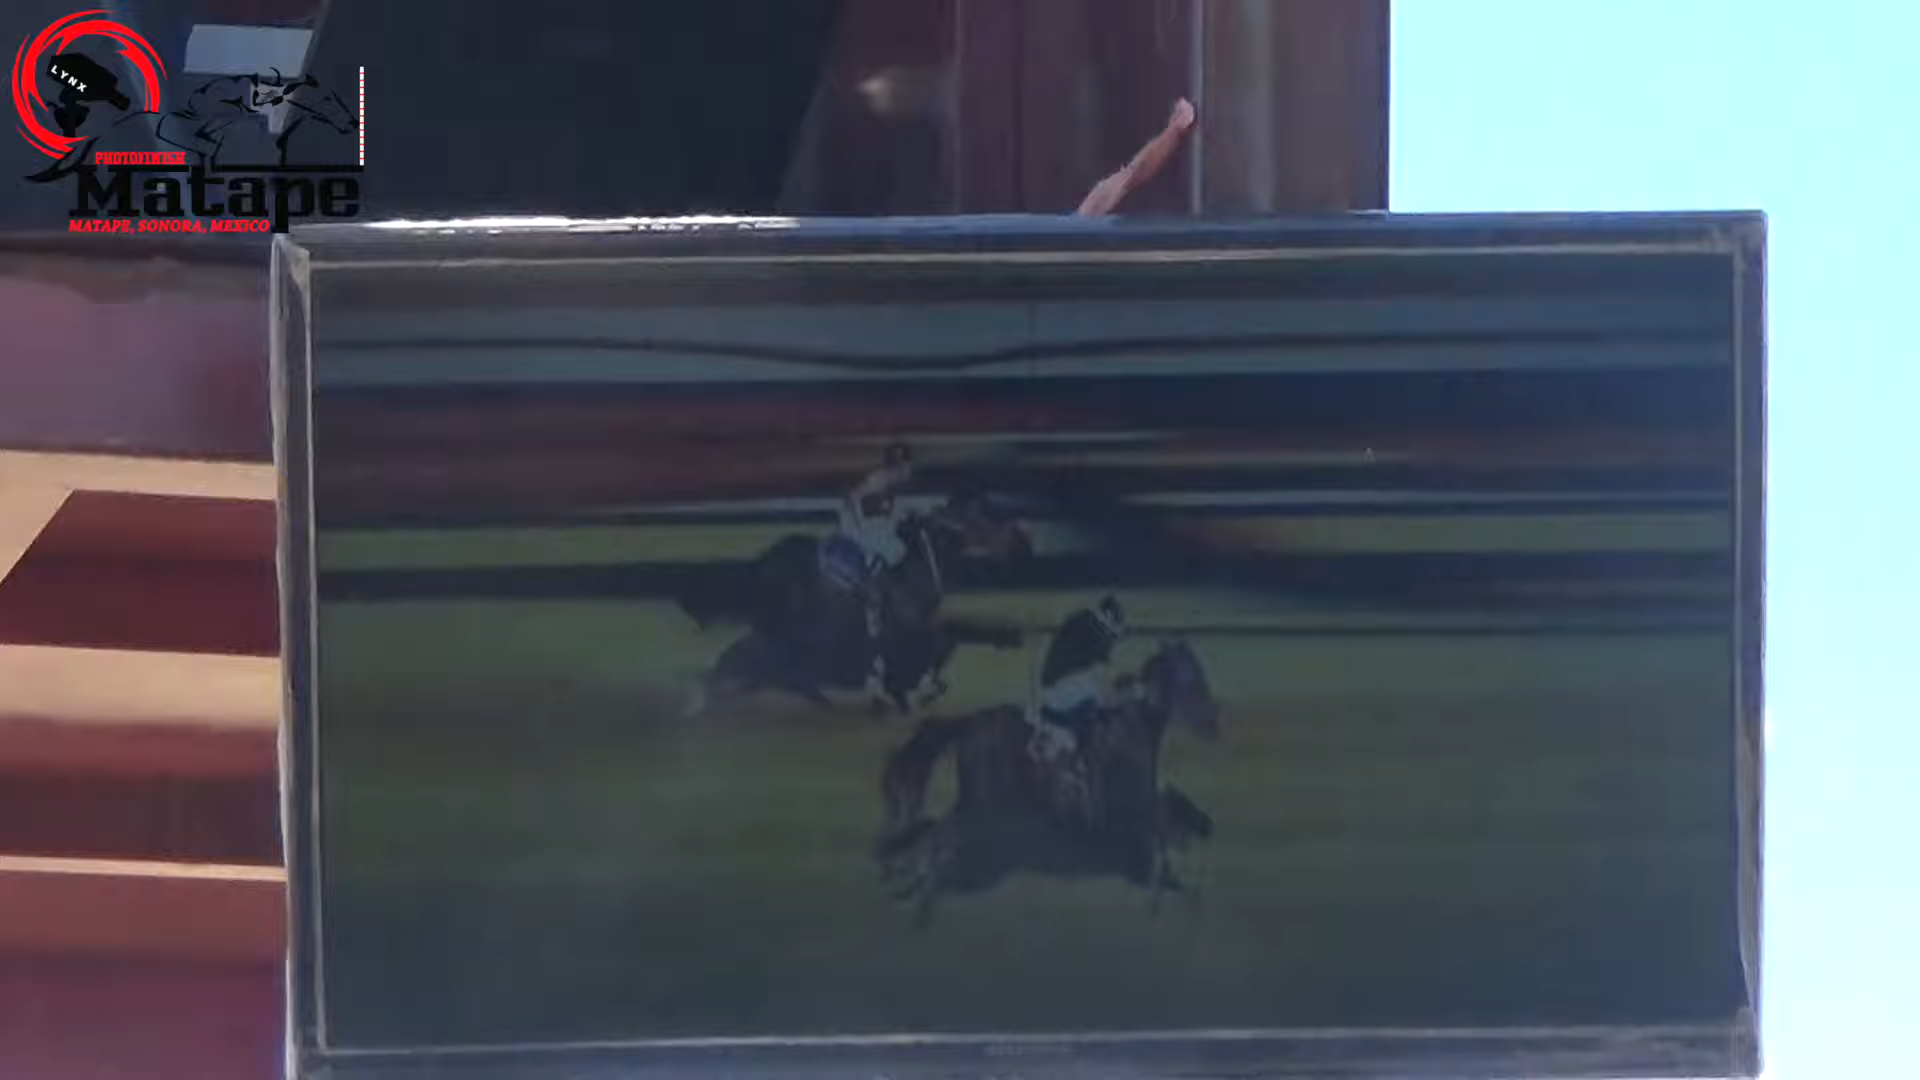 LYNX
PHOTOFINISH
Matape
MATAPE, SONORA, MEXICO